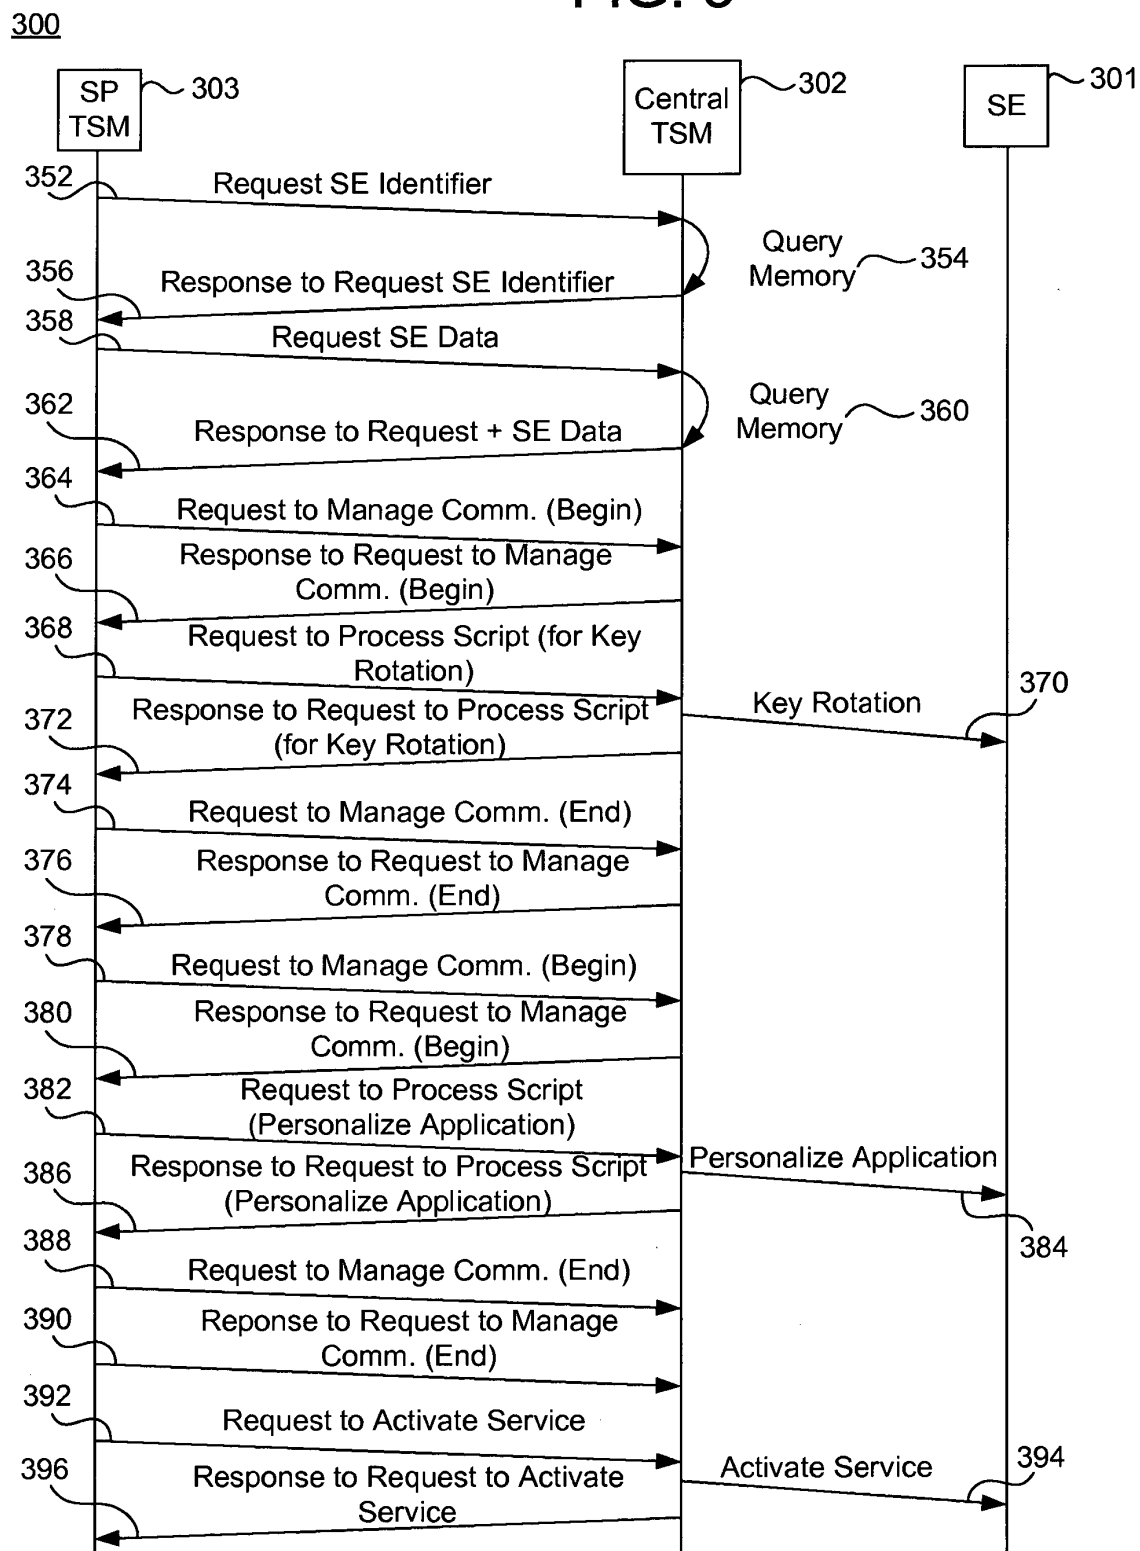 300
SP
TSM
303
Central
TSM
302
SE
301
352
Request SE Identifier
Query
Memory
354
356
Response to Request SE Identifier
358
Request SE Data
Query
Memory
360
362
Response to Request + SE Data
364
Request to Manage Comm. (Begin)
366
Response to Request to Manage
Comm. (Begin)
368
Request to Process Script (for Key
Rotation)
Key Rotation
370
372
Response to Request to Process Script
(for Key Rotation)
374
Request to Manage Comm. (End)
376
Response to Request to Manage
Comm. (End)
378
Request to Manage Comm. (Begin)
380
Response to Request to Manage
Comm. (Begin)
382
Request to Process Script
(Personalize Application)
Personalize Application
384
386
Response to Request to Process Script
(Personalize Application)
388
Request to Manage Comm. (End)
390
Reponse to Request to Manage
Comm. (End)
392
Request to Activate Service
Activate Service
394
396
Response to Request to Activate
Service